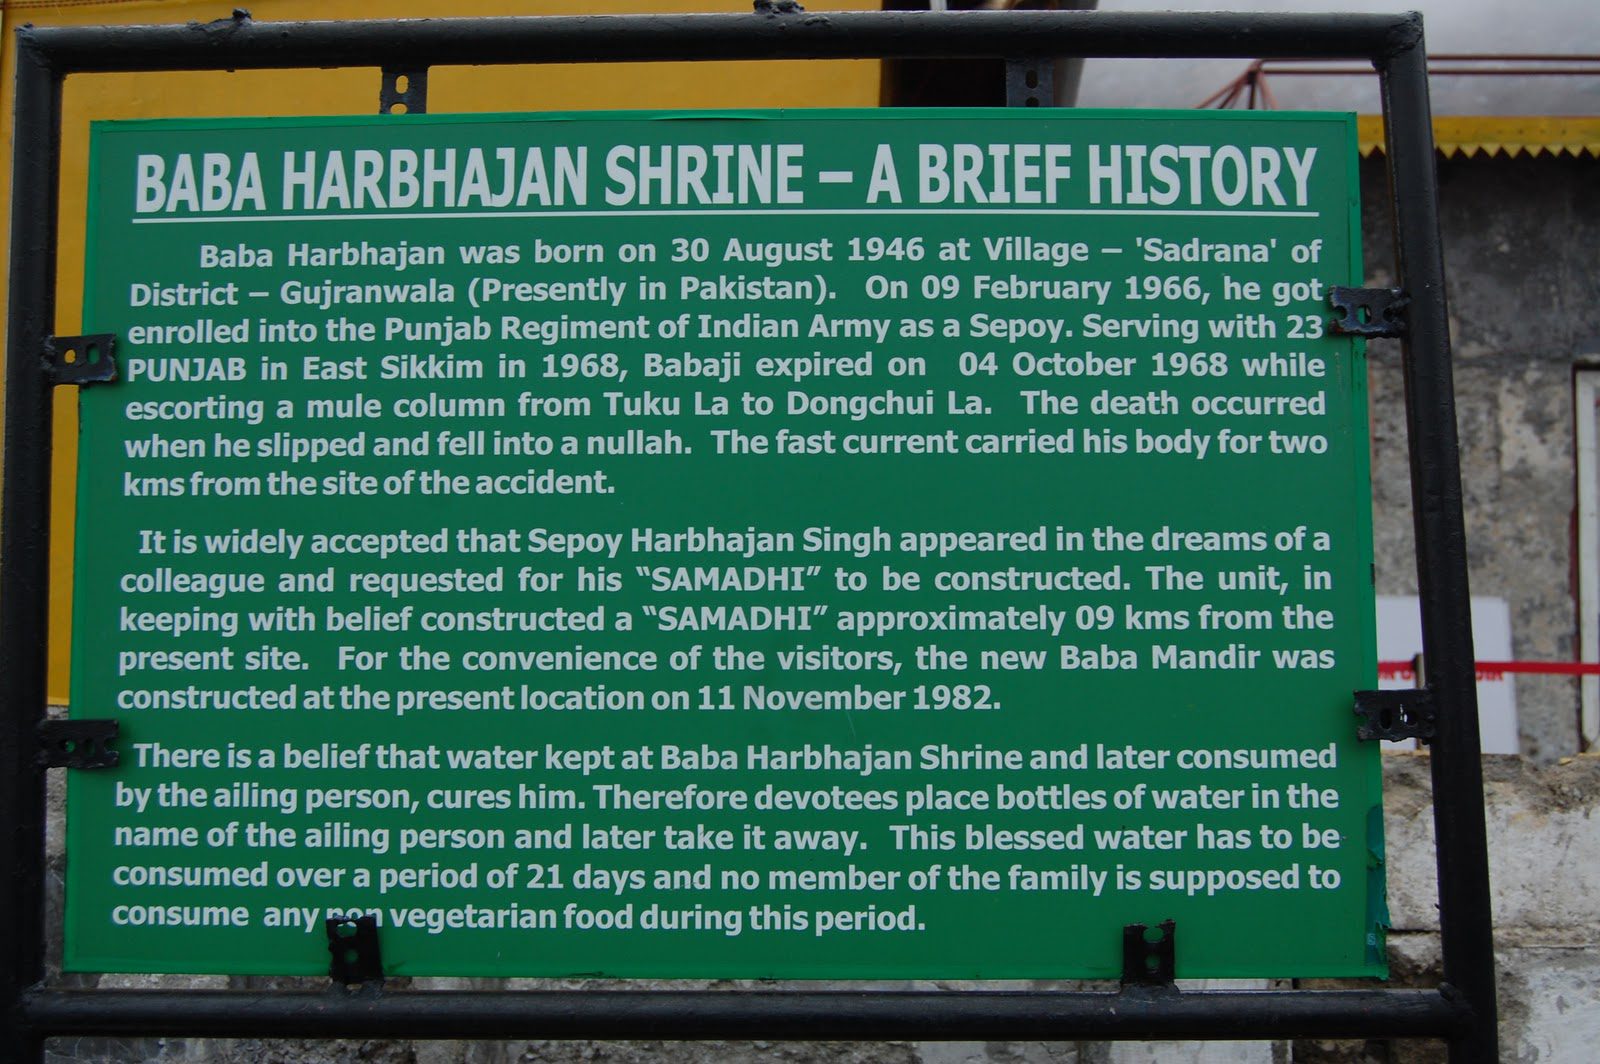 BABA HARBHAJAN SHRINE – A BRIEF HISTORY
Baba Harbhajan was born on 30 August 1946 at Village – 'Sadrana' of
District – Gujranwala (Presently in Pakistan). On 09 February 1966, he got
enrolled into the Punjab Regiment of Indian Army as a Sepoy. Serving with 23
PUNJAB in East Sikkim in 1968, Babaji expired on 04 October 1968 while
escorting a mule column from Tuku La to Dongchui La. The death occurred
when he slipped and fell into a nullah. The fast current carried his body for two
kms from the site of the accident.
It is widely accepted that Sepoy Harbhajan Singh appeared in the dreams of a
colleague and requested for his “SAMADHI” to be constructed. The unit, in
keeping with belief constructed a “SAMADHI” approximately 09 kms from the
present site. For the convenience of the visitors, the new Baba Mandir was
constructed at the present location on 11 November 1982.
There is a belief that water kept at Baba Harbhajan Shrine and later consumed
by the ailing person, cures him. Therefore devotees place bottles of water in the
name of the ailing person and later take it away. This blessed water has to be
consumed over a period of 21 days and no member of the family is supposed to
consume any non vegetarian food during this period.